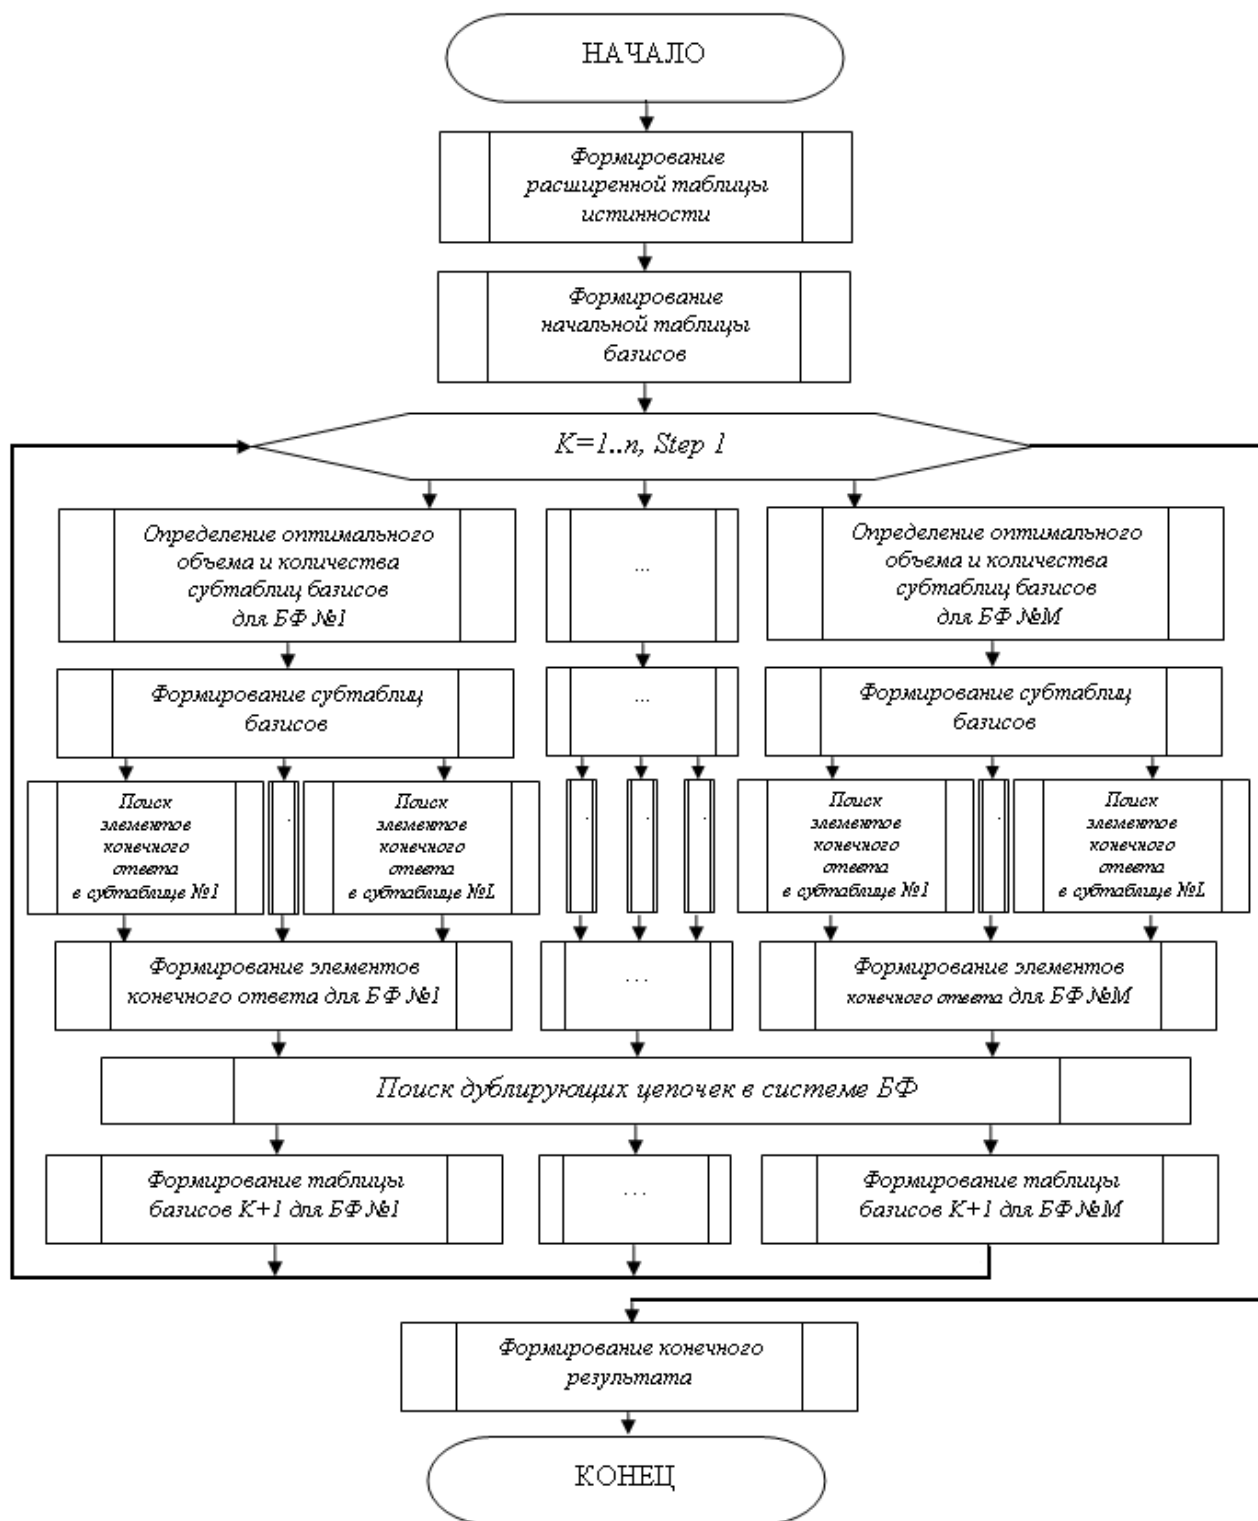 НАЧАЛО
Формирование
расширенной таблицы
истинности
Формирование
начальной таблицы
базисов
K=1..n, Step 1
Определение оптимального
объема и количества
субтаблиц базисов
для БФ №1
...
Определение оптимального
объема и количества
субтаблиц базисов
для БФ №M
Формирование субтаблиц
базисов
...
Формирование субтаблиц
базисов
Поиск
элементов
конечного
ответа
в субтаблице №1
.
Поиск
элементов
конечного
ответа
в субтаблице №L
.
.
.
Поиск
элементов
конечного
ответа
в субтаблице №1
.
Поиск
элементов
конечного
ответа
в субтаблице №L
Формирование элементов
конечного ответа для БФ №1
...
Формирование элементов
конечного ответа для БФ №M
Поиск дублирующих цепочек в системе БФ
Формирование таблицы
базисов K+1 для БФ №1
...
Формирование таблицы
базисов K+1 для БФ №M
Формирование конечного
результата
КОНЕЦ